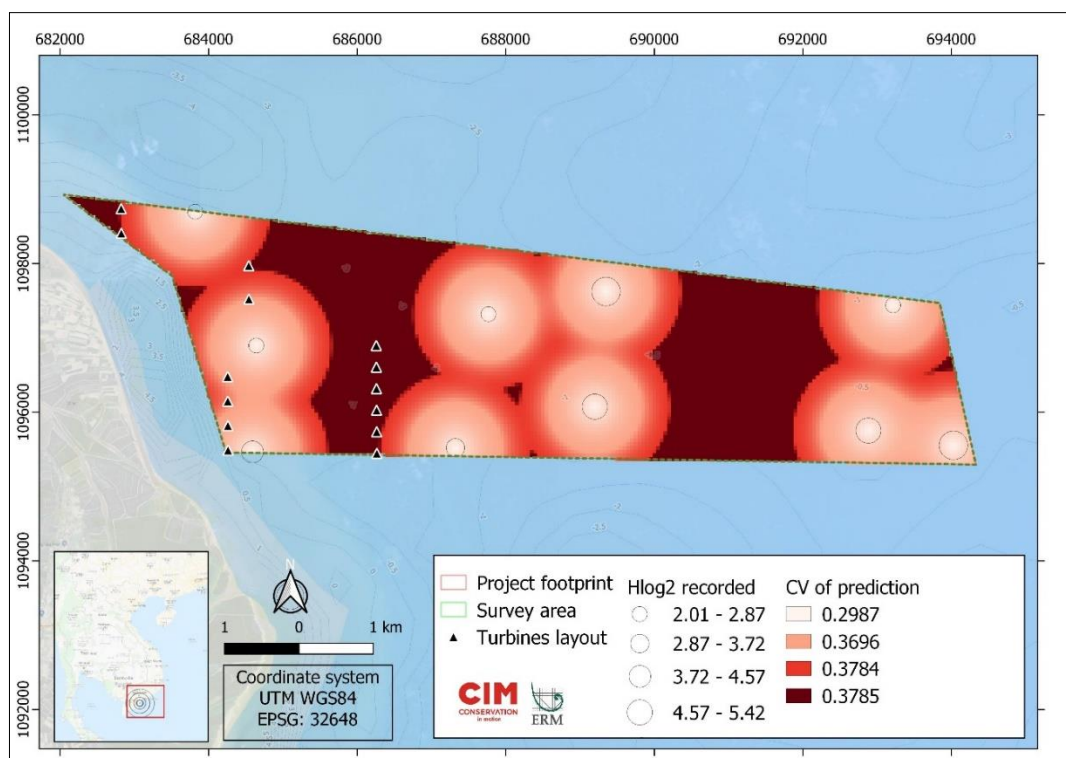 682000 684000 686000 688000 690000 692000 694000
1100000
1098000
1096000
1094000
1092000
N
1 0 1 km
Coordinate system
UTM WGS84
EPSG: 32648
Project footprint
Survey area
Turbines layout
CIM
CONSERVATION
in motion
ERM
Hlog2 recorded
2.01 - 2.87
2.87 - 3.72
3.72 - 4.57
4.57 - 5.42
CV of prediction
0.2987
0.3696
0.3784
0.3785